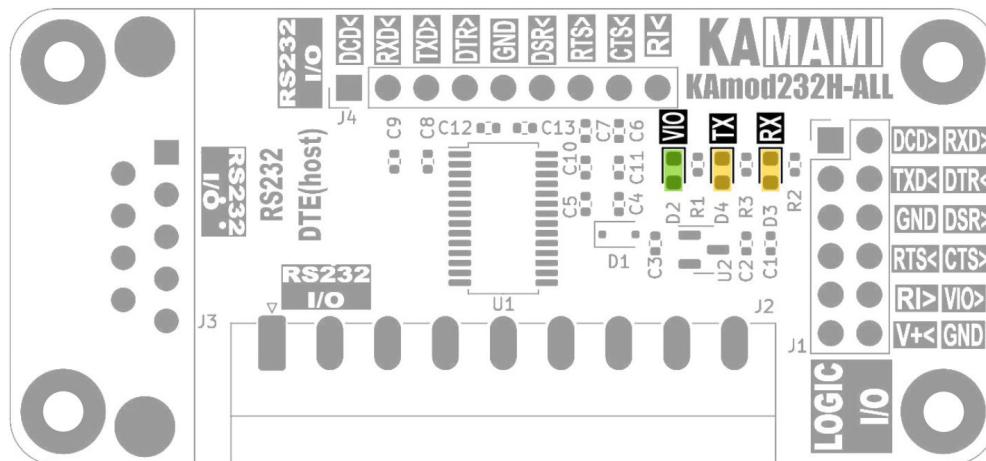 RS232
I/O
DCD<
RXD<
TXD>
DTR>
GND
DSR<
RTS>
CTS<
RI<
KAMAMI
KAmod232H-ALL
J4
C9
C8
C12
C13
C7
C6
VIO
TX
RX
DCD> RXD>
TXD< DTR<
GND DSR>
RTS< CTS>
RI> VIO>
V+< GND
RS232
I/O
RS232
DTE(host)
C10
C11
C5
C4
D2
R1
D4
R3
D3
R2
D1
C3
U2
C2
C1
RS232
I/O
U1
J3
J2
J1
LOGIC
I/O